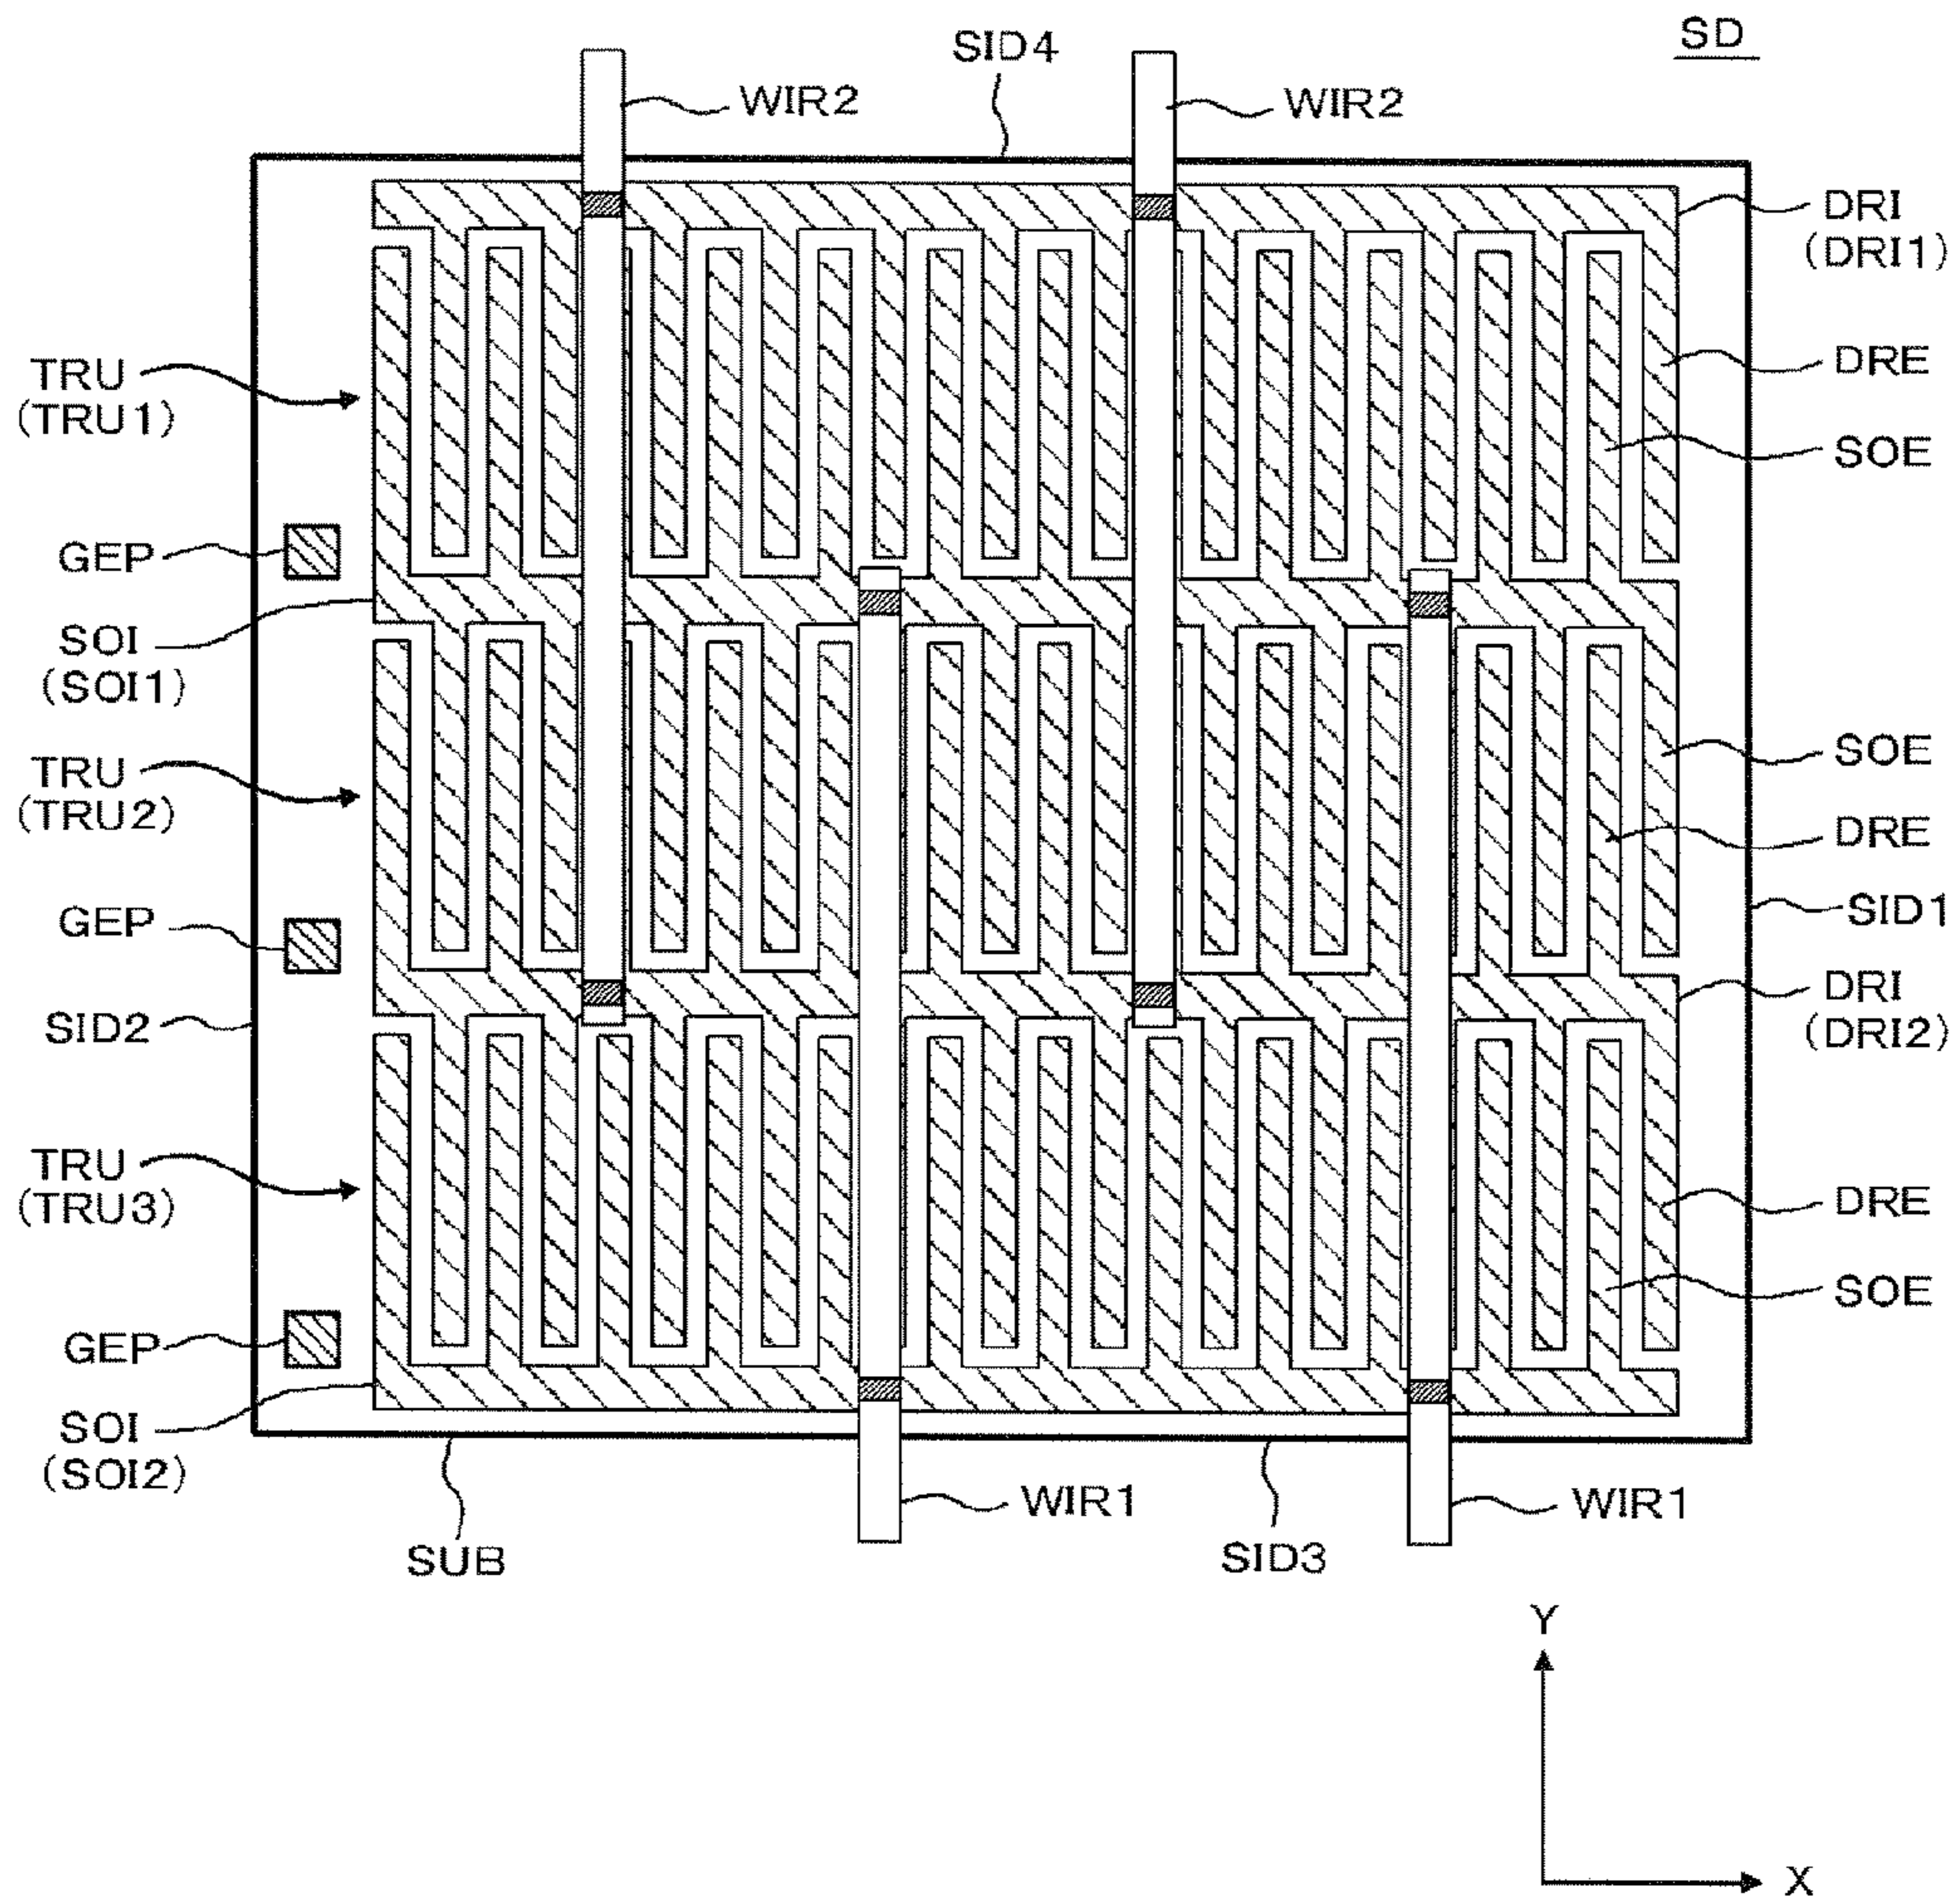 SD
SID4
WIR2
WIR2
DRI
(DRI1)
TRU
(TRU1)
DRE
SOE
GEP
SOI
(SOI1)
TRU
(TRU2)
SOE
DRE
GEP
SID1
SID2
DRI
(DRI2)
TRU
(TRU3)
DRE
SOE
GEP
SOI
(SOI2)
WIR1
WIR1
SUB
SID3
Y
X